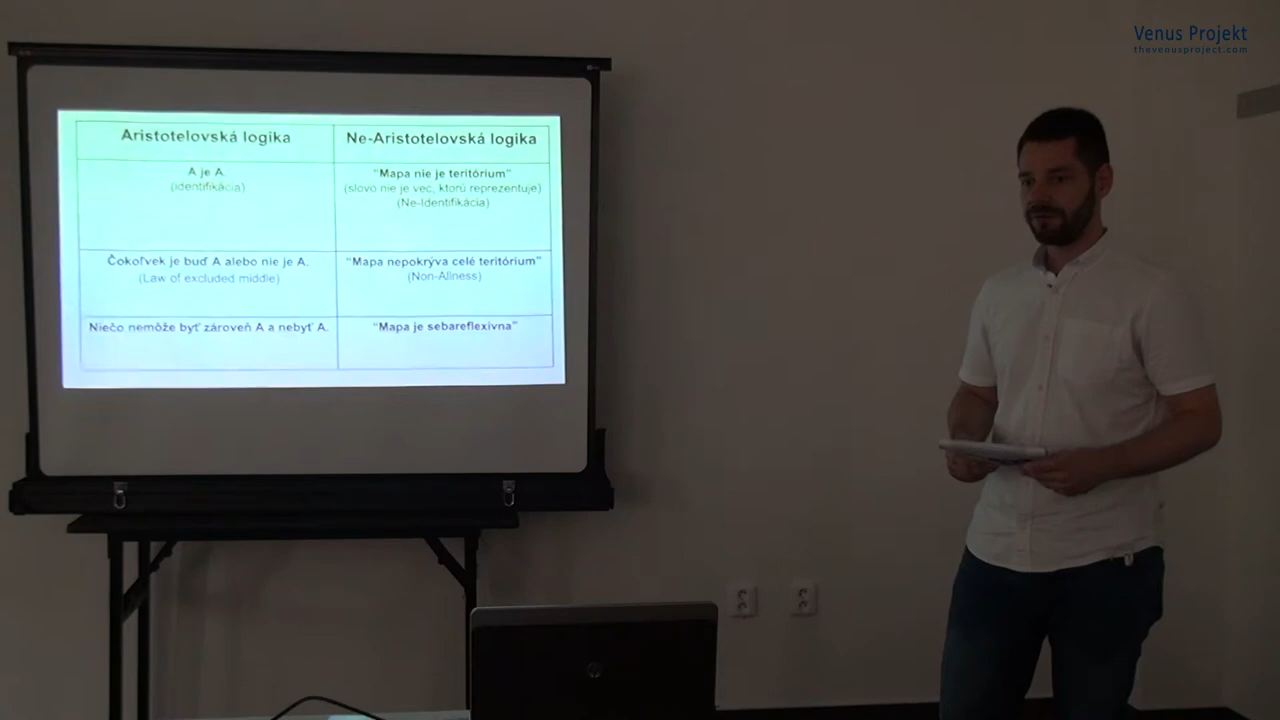 Venus Projekt
thevenusproject.com
Aristotelovská logika
Ne-Aristotelovská logika
A je A.
(identifikácia)
“Mapa nie je teritórium”
(slovo nie je vec, ktorú reprezentuje)
(Ne-Identifikácia)
Čokoľvek je buď A alebo nie je A.
(Law of excluded middle)
“Mapa nepokrýva celé teritórium”
(Non-Allness)
Niečo nemôže byť zároveň A a nebyť A.
“Mapa je sebareflexívna”